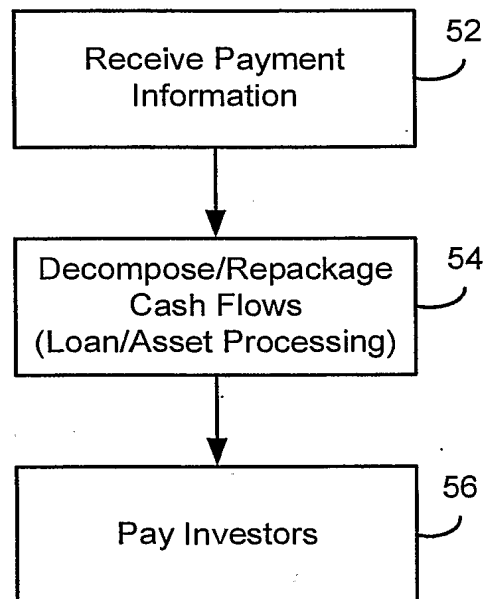 52
Receive Payment
Information
54
Decompose/Repackage
Cash Flows
(Loan/Asset Processing)
56
Pay Investors